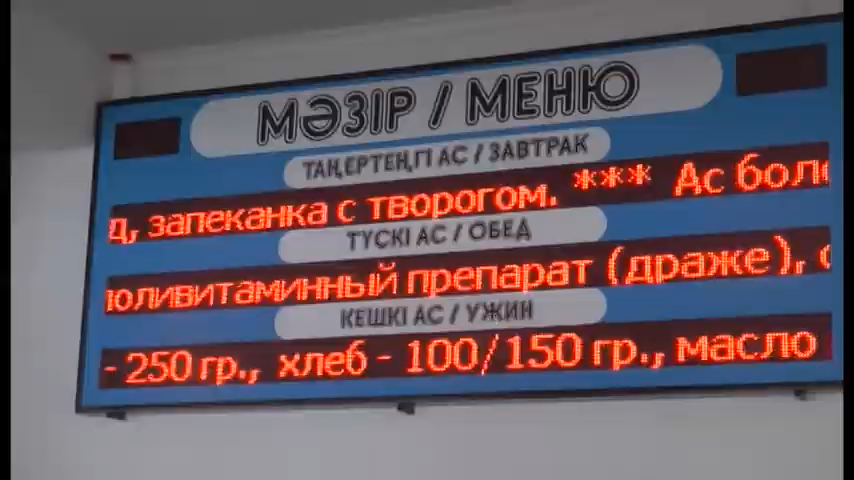 МӘЗІР / МЕНЮ
ТАҢЕРТЕҢГІ АС / ЗАВТРАК
д, запеканка с творогом. *** Ас бол
ТҮСКІ АС / ОБЕД
юливитаминный препарат (драже),
КЕШКІ АС / УЖИН
- 250 гр., хлеб - 100/150 гр., масло